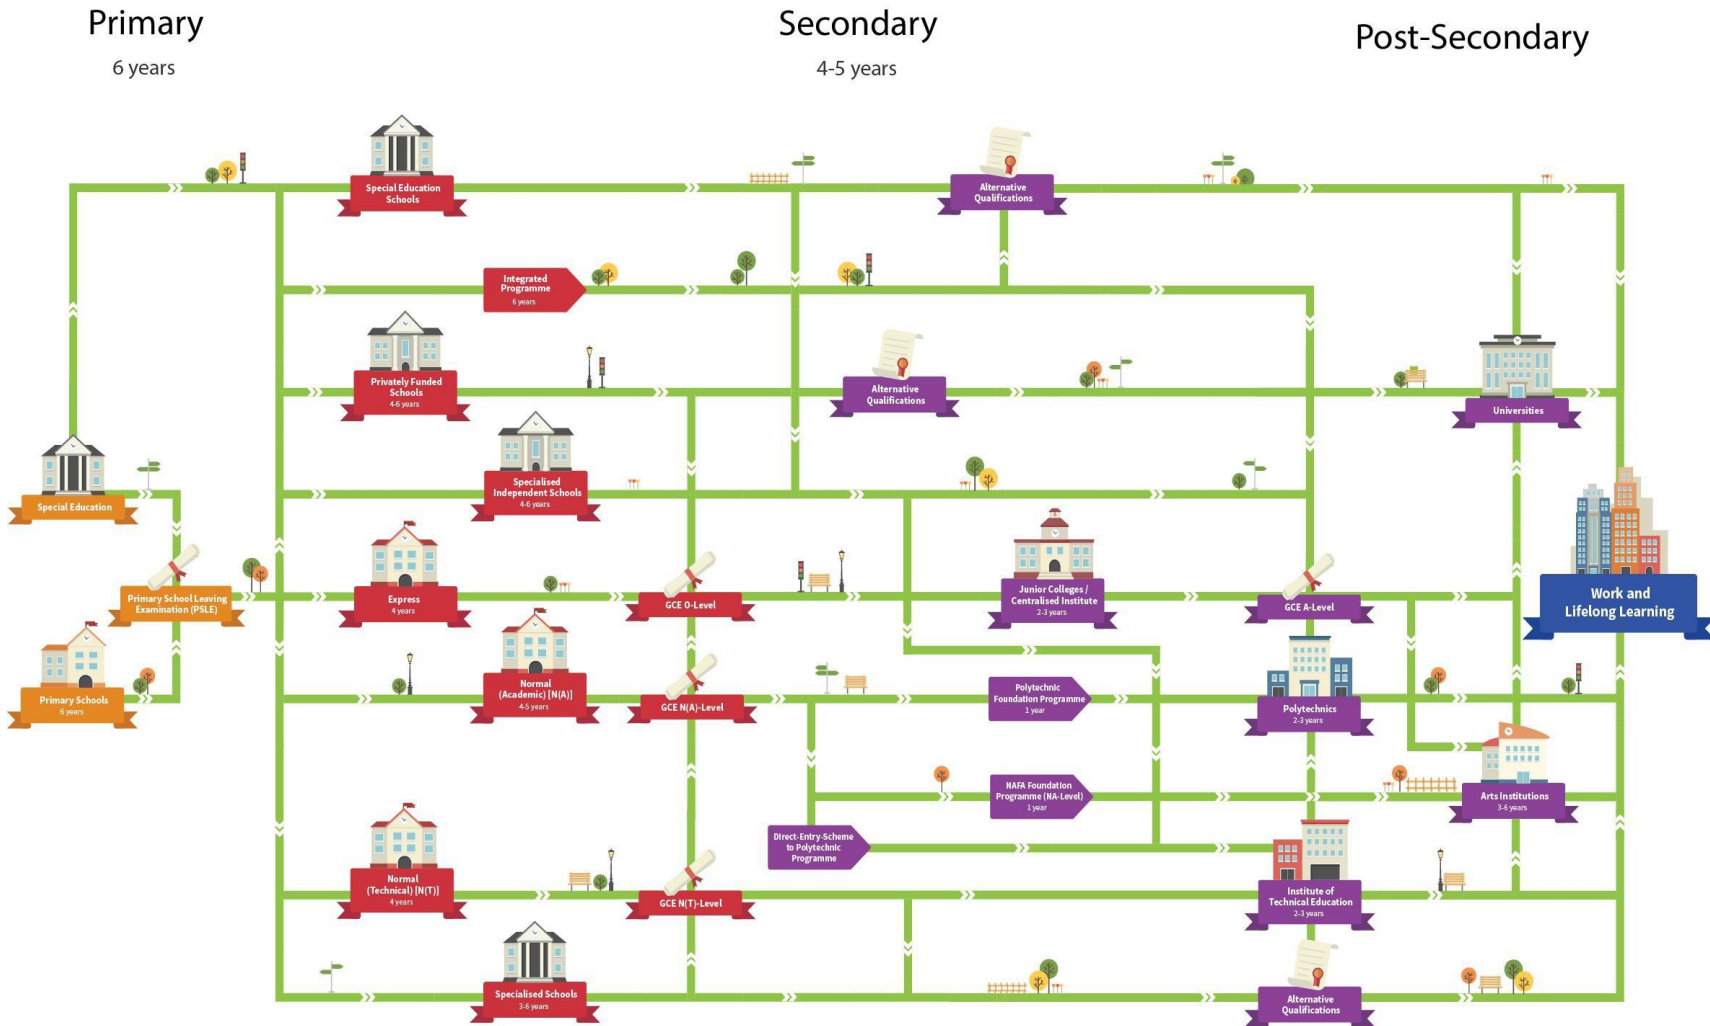 Primary
6 years
Secondary
4-5 years
Post-Secondary
Special Education
Schools
Alternative
Qualifications
Integrated
Programme
6 years
Privately Funded
Schools
4-6 years
Alternative
Qualifications
Universities
Specialised
Independent Schools
4-6 years
Special Education
Primary School Leaving
Examination (PSLE)
Primary Schools
6 years
Express
4 years
GCE O-Level
Junior Colleges /
Centralised Institute
2-3 years
GCE A-Level
Work and
Lifelong Learning
Normal
(Academic) [N(A)]
4-5 years
GCE N(A)-Level
Polytechnic
Foundation Programme
1 year
Polytechnics
2-3 years
NAFA Foundation
Programme (NA-Level)
1 year
Arts Institutions
3-6 years
Direct-Entry-Scheme
to Polytechnic
Programme
Normal
(Technical) [N(T)]
4 years
GCE N(T)-Level
Institute of
Technical Education
2-3 years
Specialised Schools
3-6 years
Alternative
Qualifications